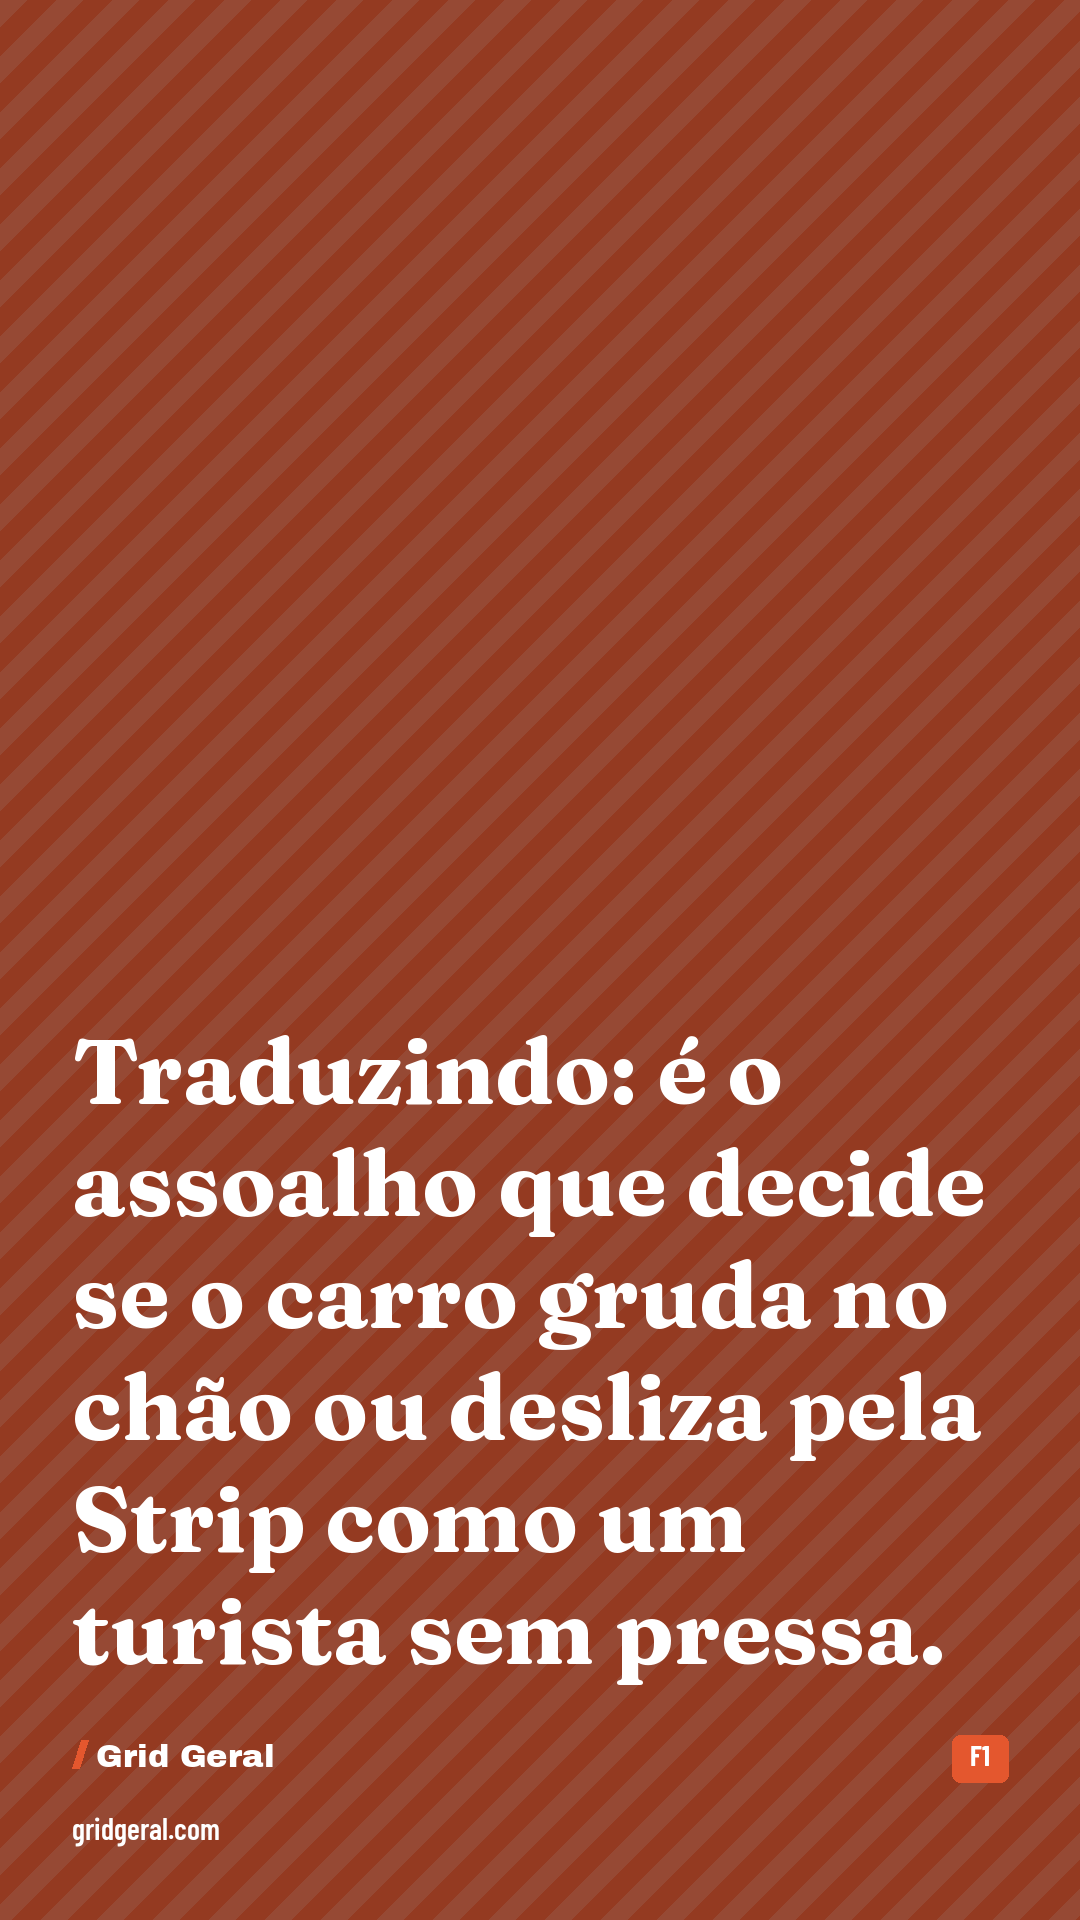 Traduzindo: é o
assoalho que decide
se o carro gruda no
chão ou desliza pela
Strip como um
turista sem pressa.
/ Grid Geral
F1
gridgeral.com